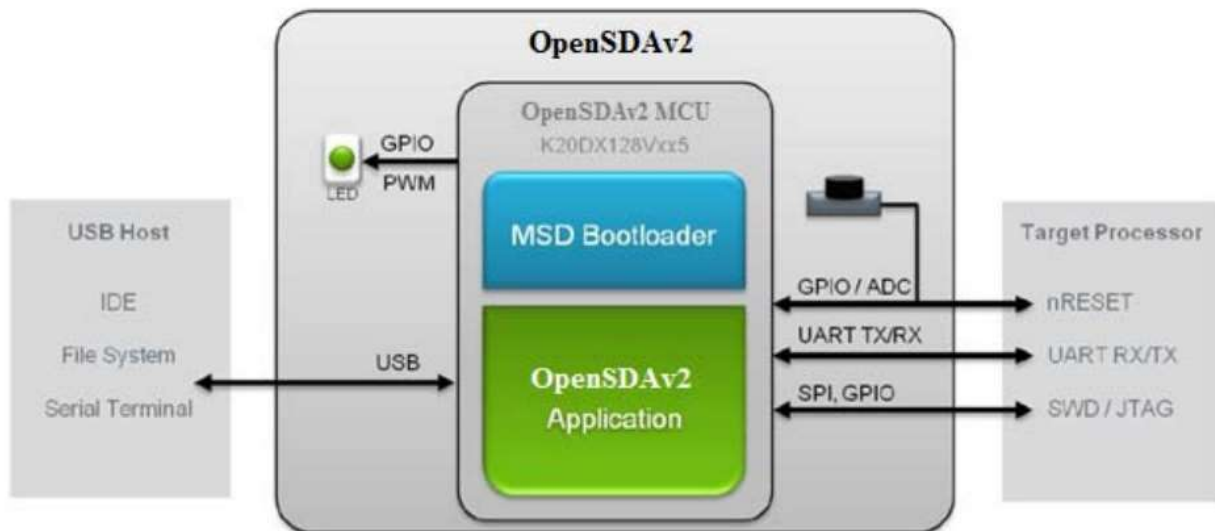 OpenSDAv2
OpenSDAv2 MCU
K20DX128Vxx5
GPIO
PWM
LED
MSD Bootloader
USB Host
IDE
File System
Serial Terminal
USB
OpenSDAv2
Application
GPIO / ADC
UART TX/RX
SPI, GPIO
Target Processor
nRESET
UART RX/TX
SWD / JTAG